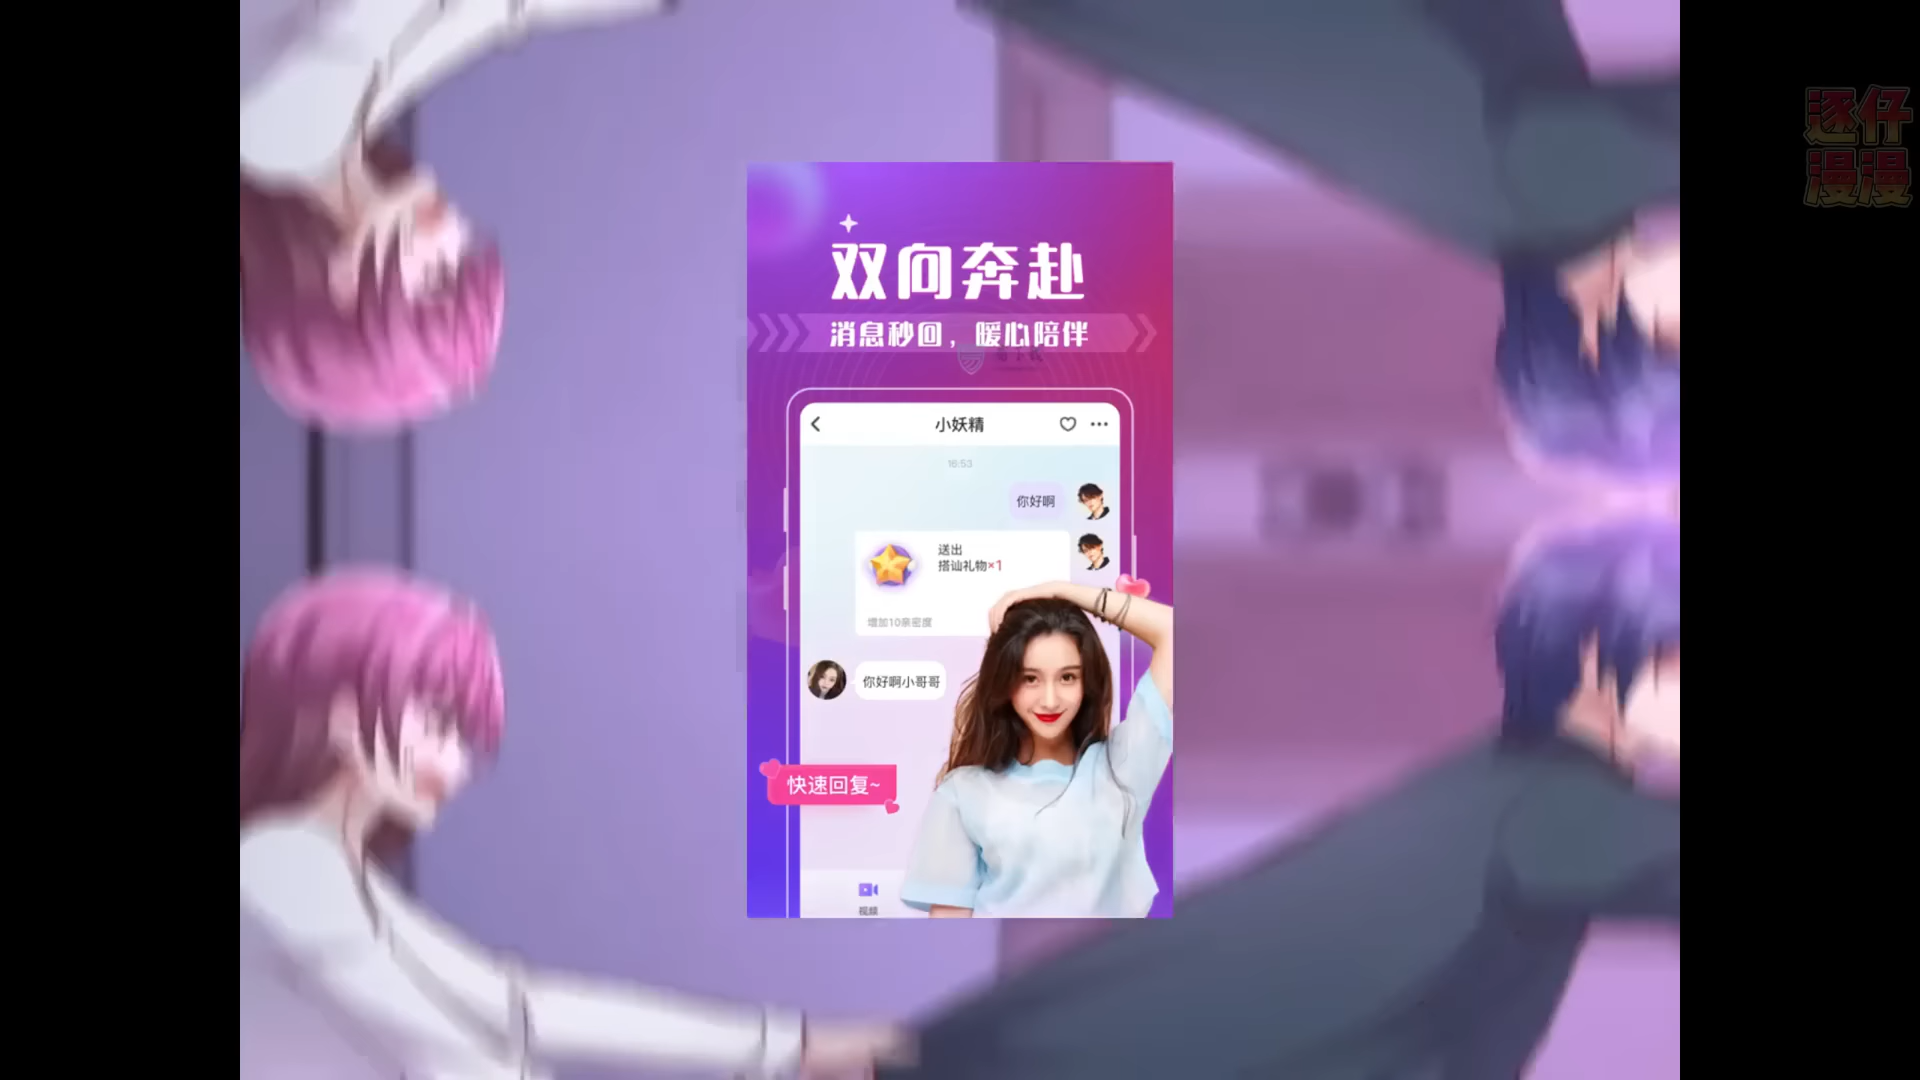 逐仔
漫漫
双向奔赴
消息秒回，暖心陪伴
小妖精
16:53
你好啊
送出
搭讪礼物×1
增加10亲密度
你好啊小哥哥
快速回复~
视频